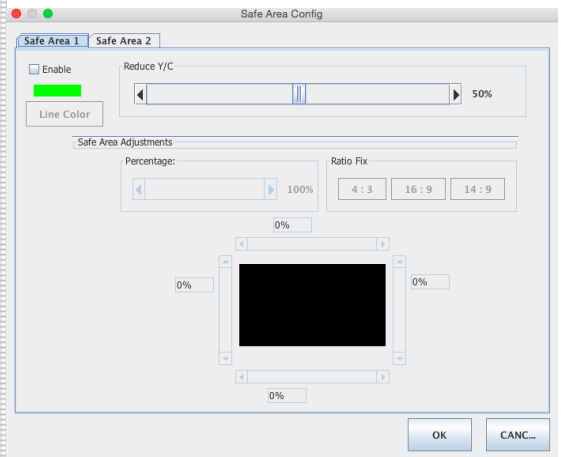 Safe Area Config
Safe Area 1 Safe Area 2
Enable
Reduce Y/C
50%
Line Color
Safe Area Adjustments
Percentage:
100%
Ratio Fix
4 : 3 16 : 9 14 : 9
0%
0%
0%
0%
OK CANC...